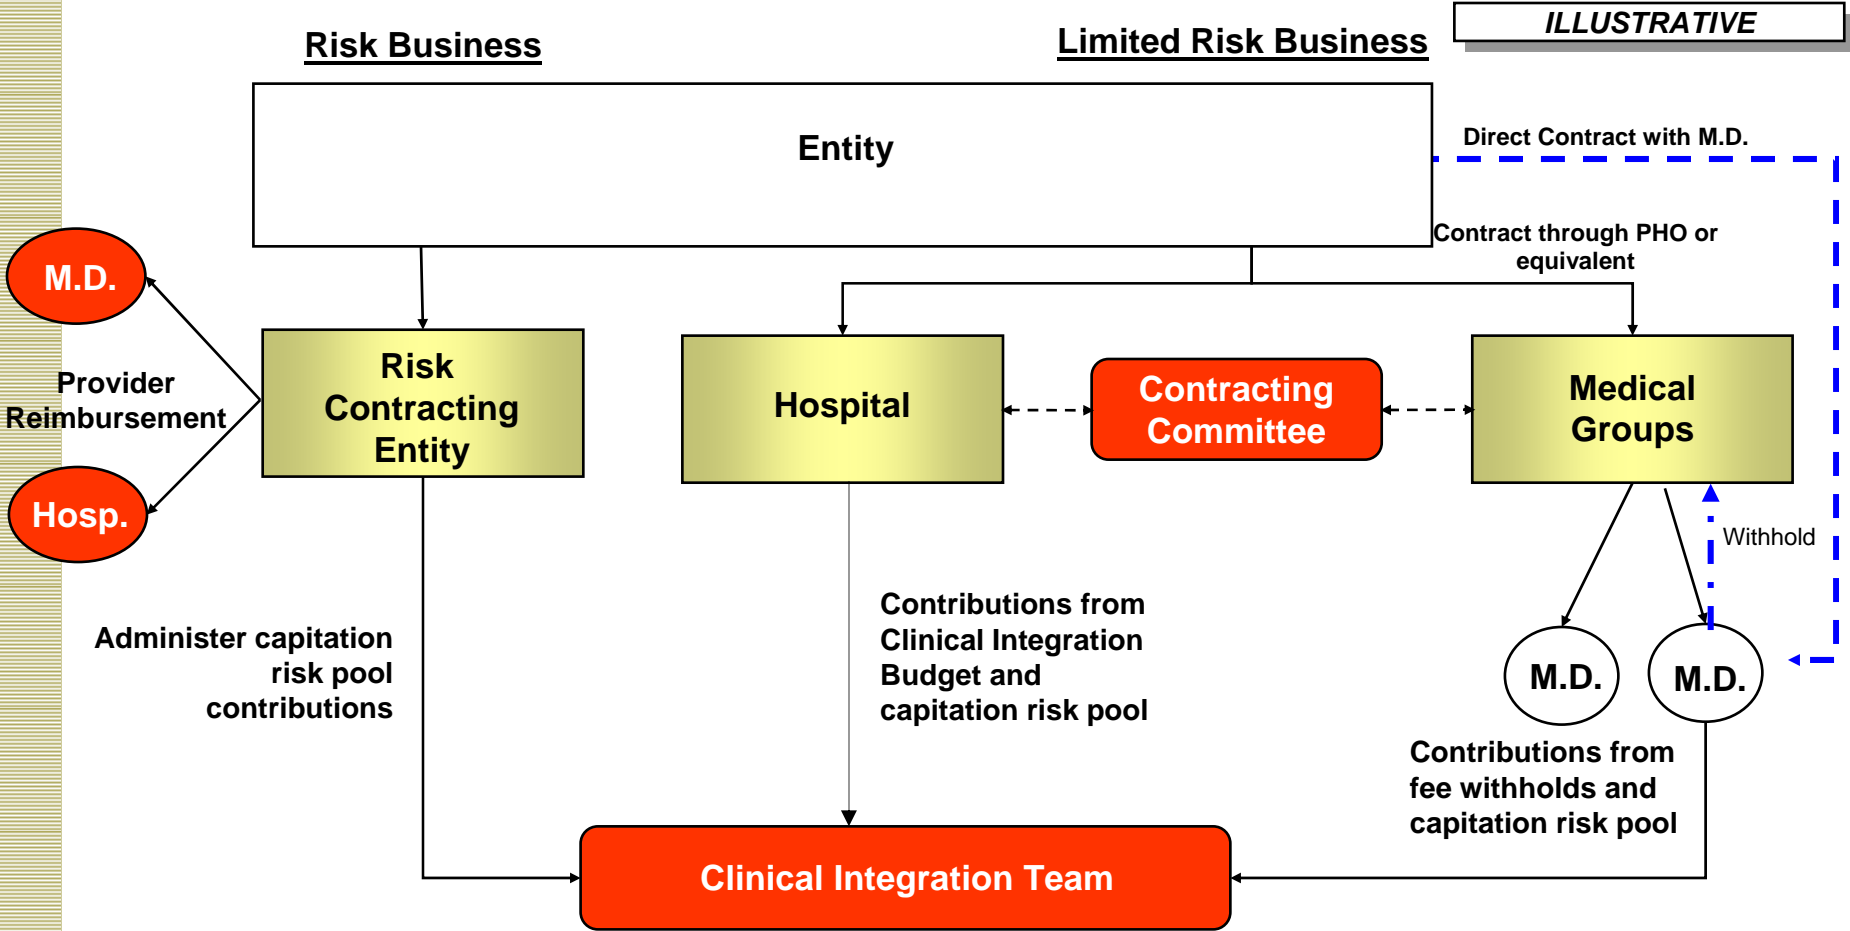 ILLUSTRATIVE
Risk Business
Limited Risk Business
Entity
Direct Contract with M.D.
Contract through PHO or
equivalent
M.D.
Provider
Reimbursement
Hosp.
Risk
Contracting
Entity
Hospital
Contracting
Committee
Medical
Groups
Withhold
Administer capitation
risk pool
contributions
Contributions from
Clinical Integration
Budget and
capitation risk pool
M.D.
M.D.
Contributions from
fee withholds and
capitation risk pool
Clinical Integration Team